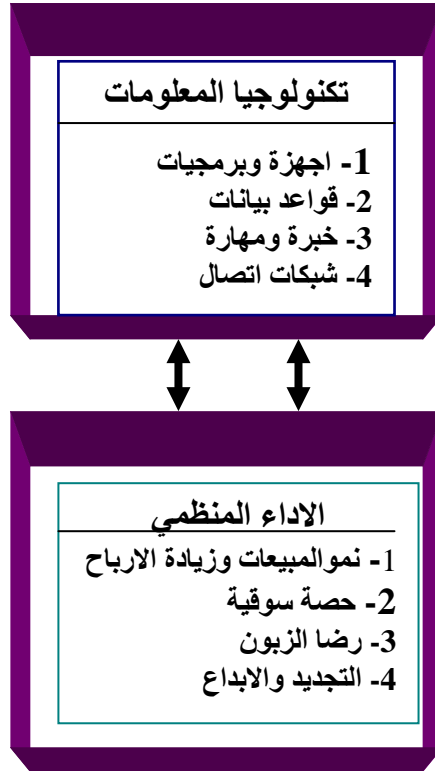 تكنولوجيا المعلومات
1- اجهزة وبرمجيات
2- قواعد بيانات
3- خبرة ومهارة
4- شبكات اتصال
الاداء المنظمي
1- نموالمبيعات وزيادة الارباح
2- حصة سوقية
3- رضا الزبون
4- التجديد والابداع